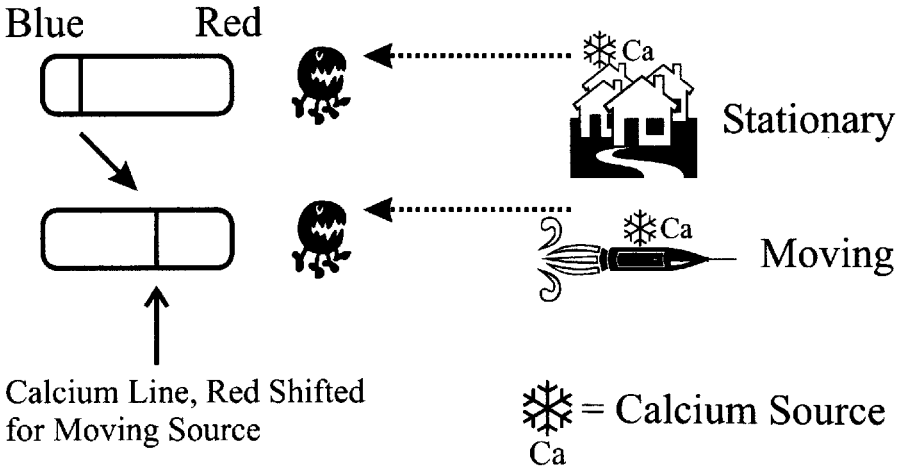 Blue Red
Ca
Stationary
Ca
Moving
Calcium Line, Red Shifted
for Moving Source
= Calcium Source
Ca